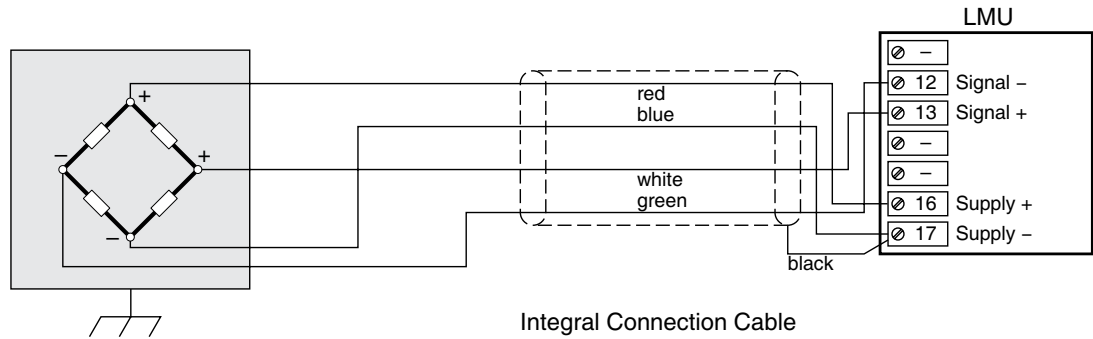 LMU
–
12 Signal –
13 Signal +
–
–
16 Supply +
17 Supply –
+
–
+
–
red
blue
white
green
black
Integral Connection Cable